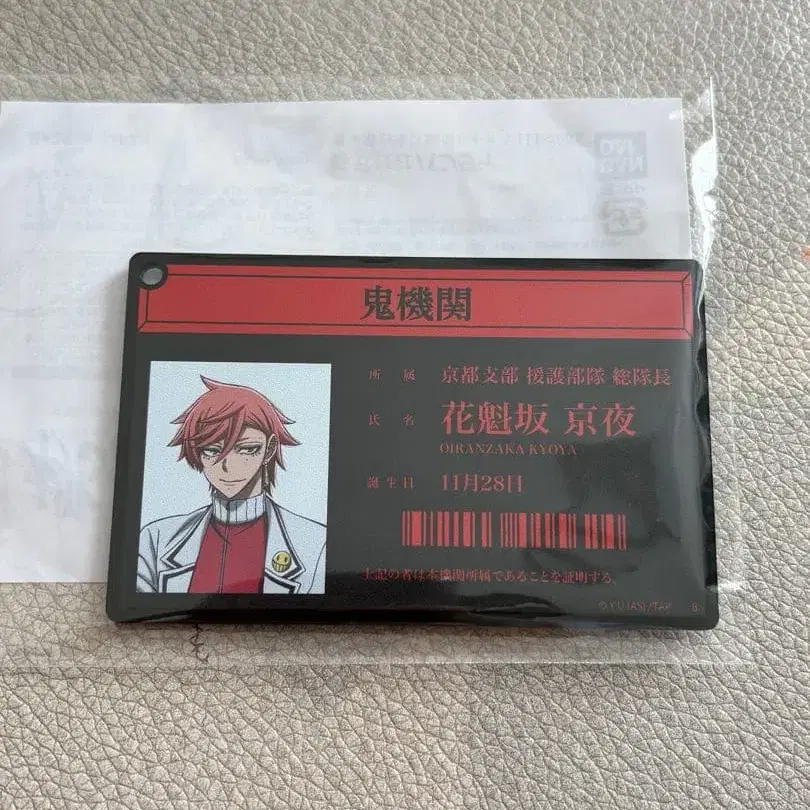 鬼機関
所属 京都支部 援護部隊 総隊長
氏名 花魁坂 京夜
OIRANZAKA KYOYA
誕生日 11月28日
上記の者は本機関所属であることを証明する。